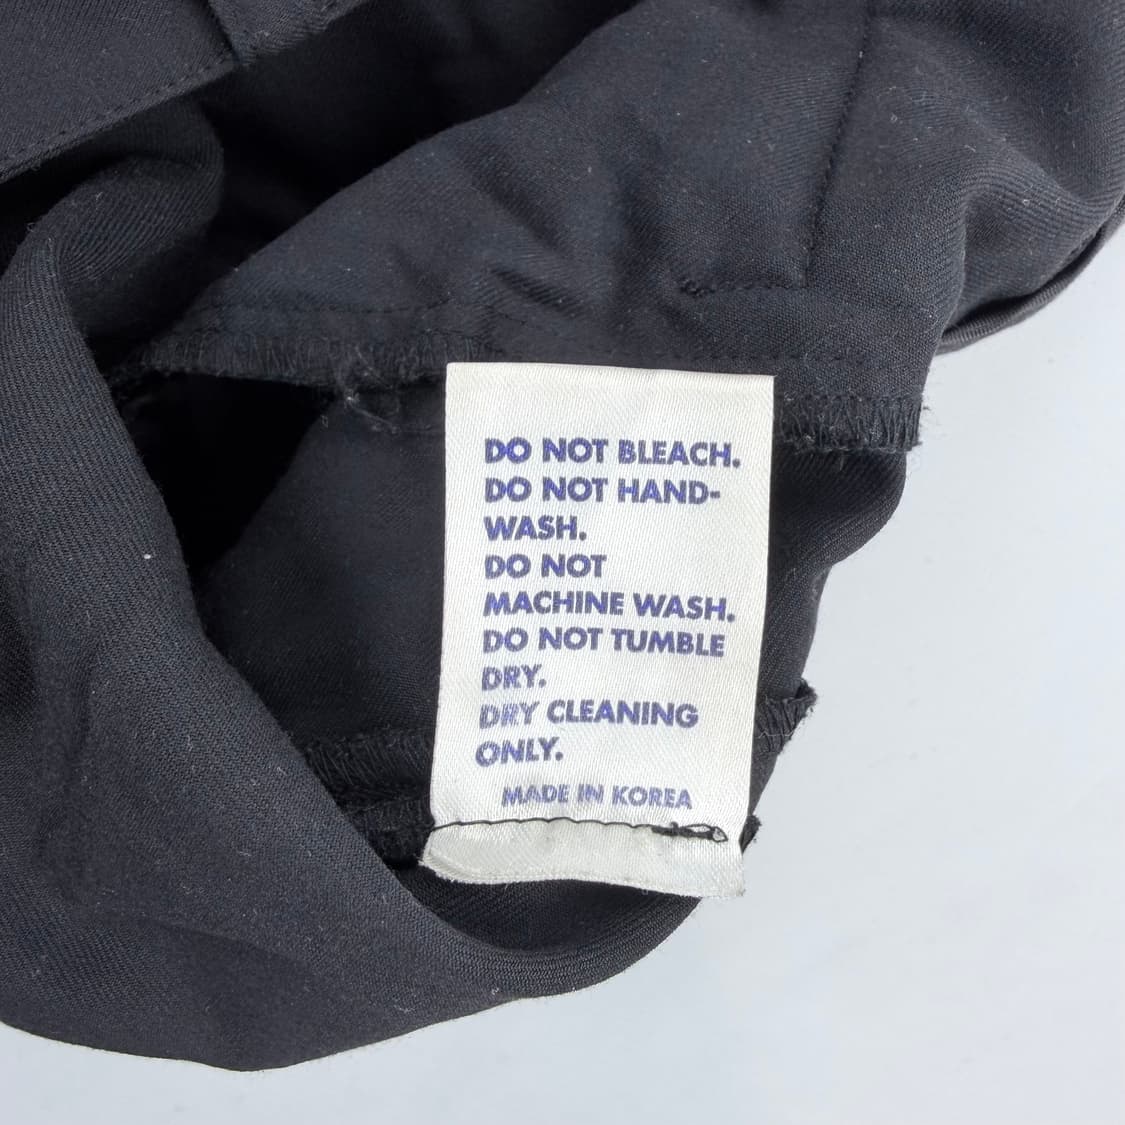 DO NOT BLEACH.
DO NOT HAND-
WASH.
DO NOT
MACHINE WASH.
DO NOT TUMBLE
DRY.
DRY CLEANING
ONLY.
MADE IN KOREA